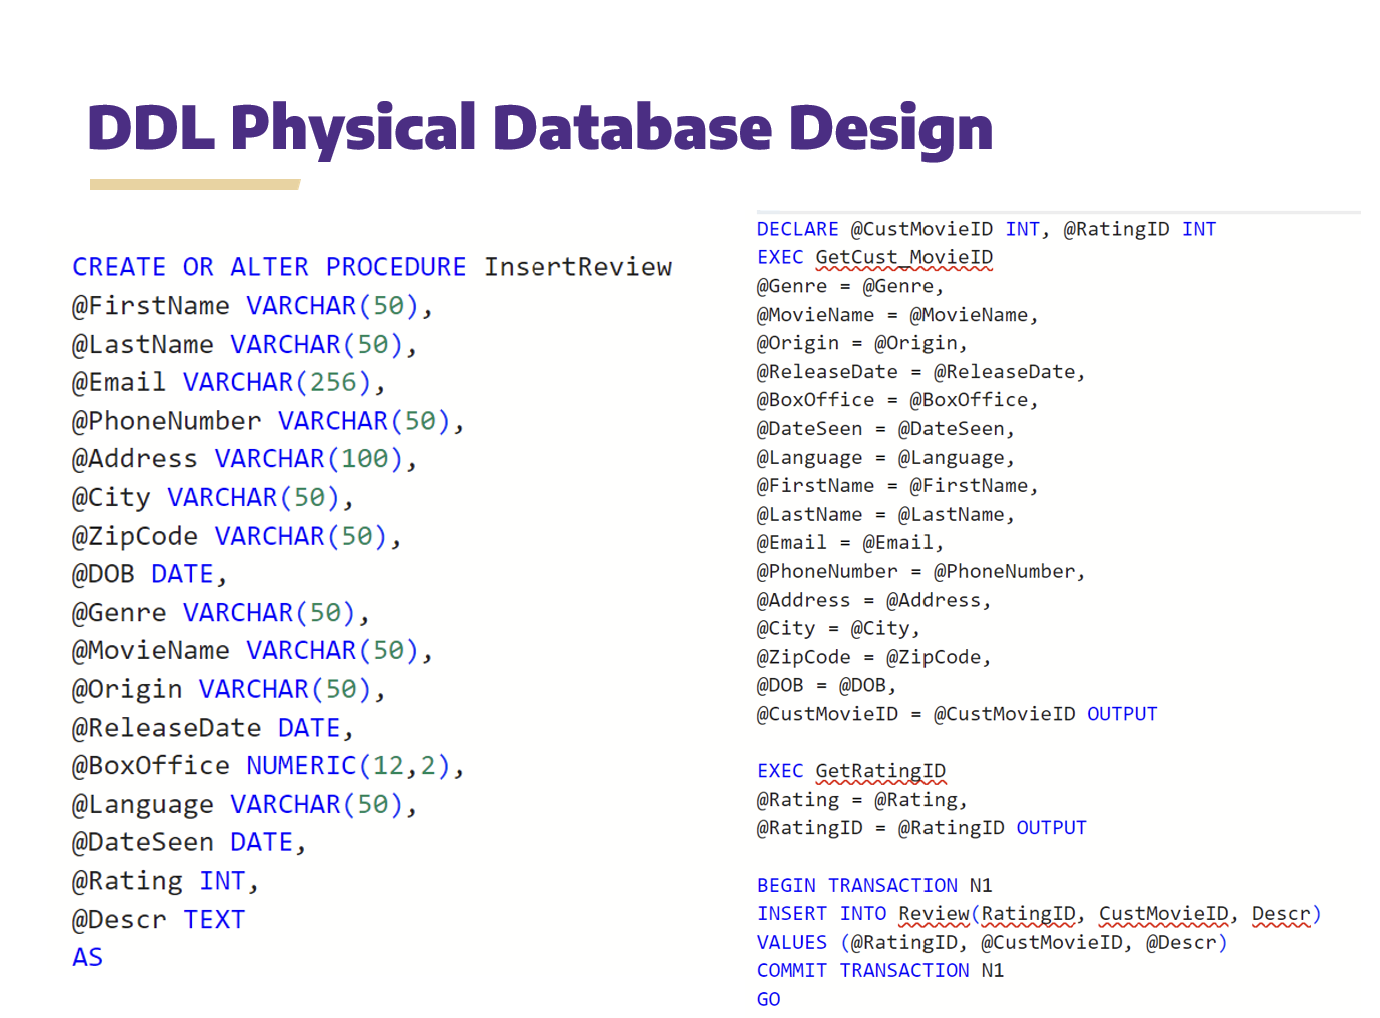 DDL Physical Database Design
CREATE OR ALTER PROCEDURE InsertReview
@FirstName VARCHAR(50),
@LastName VARCHAR(50),
@Email VARCHAR(256),
@PhoneNumber VARCHAR(50),
@Address VARCHAR(100),
@City VARCHAR(50),
@ZipCode VARCHAR(50),
@DOB DATE,
@Genre VARCHAR(50),
@MovieName VARCHAR(50),
@Origin VARCHAR(50),
@ReleaseDate DATE,
@BoxOffice NUMERIC(12,2),
@Language VARCHAR(50),
@DateSeen DATE,
@Rating INT,
@Descr TEXT
AS
DECLARE @CustMovieID INT, @RatingID INT
EXEC GetCust_MovieID
@Genre = @Genre,
@MovieName = @MovieName,
@Origin = @Origin,
@ReleaseDate = @ReleaseDate,
@BoxOffice = @BoxOffice,
@DateSeen = @DateSeen,
@Language = @Language,
@FirstName = @FirstName,
@LastName = @LastName,
@Email = @Email,
@PhoneNumber = @PhoneNumber,
@Address = @Address,
@City = @City,
@ZipCode = @ZipCode,
@DOB = @DOB,
@CustMovieID = @CustMovieID OUTPUT
EXEC GetRatingID
@Rating = @Rating,
@RatingID = @RatingID OUTPUT
BEGIN TRANSACTION N1
INSERT INTO Review(RatingID, CustMovieID, Descr)
VALUES (@RatingID, @CustMovieID, @Descr)
COMMIT TRANSACTION N1
GO